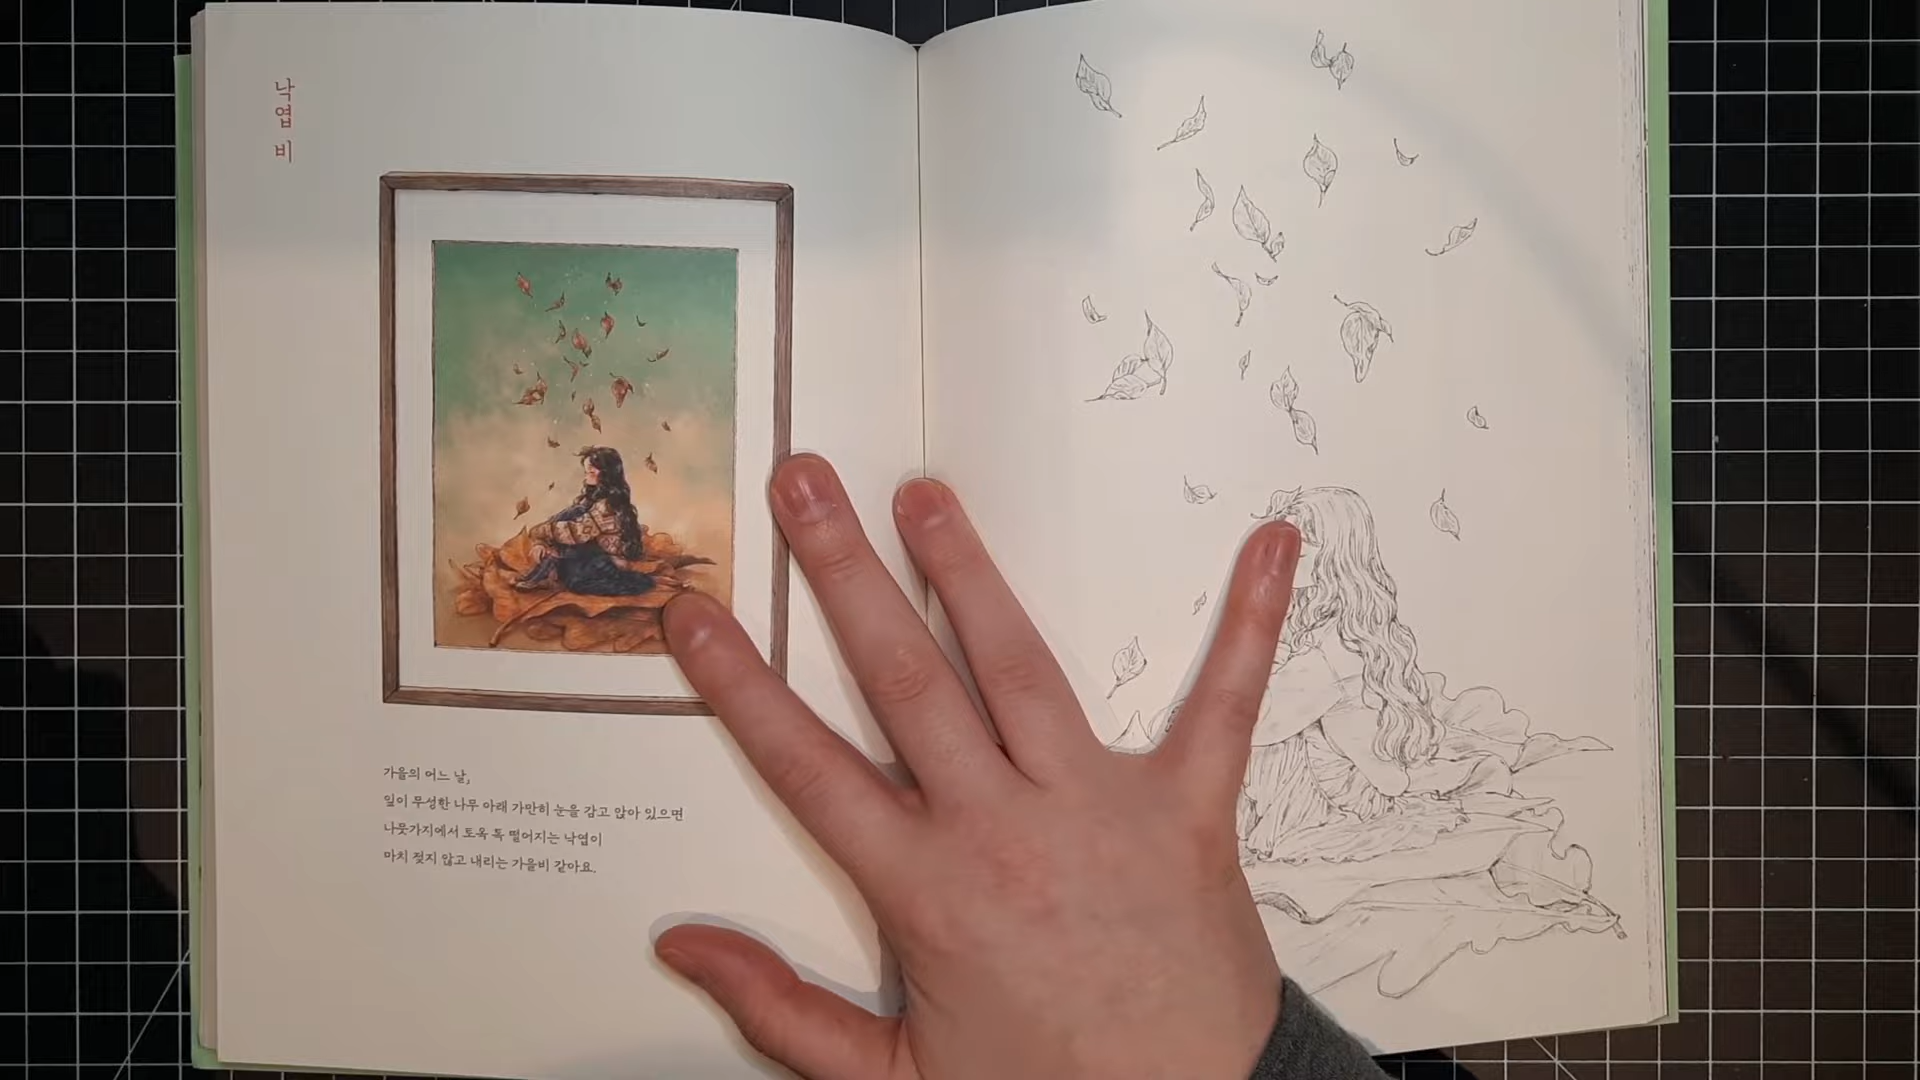 낙엽 비
가을의 어느 날,
잎이 무성한 나무 아래 가만히 눈을 감고 앉아 있으면
나뭇가지에서 토옥 톡 떨어지는 낙엽이
마치 젖지 않고 내리는 가을비 같아요.